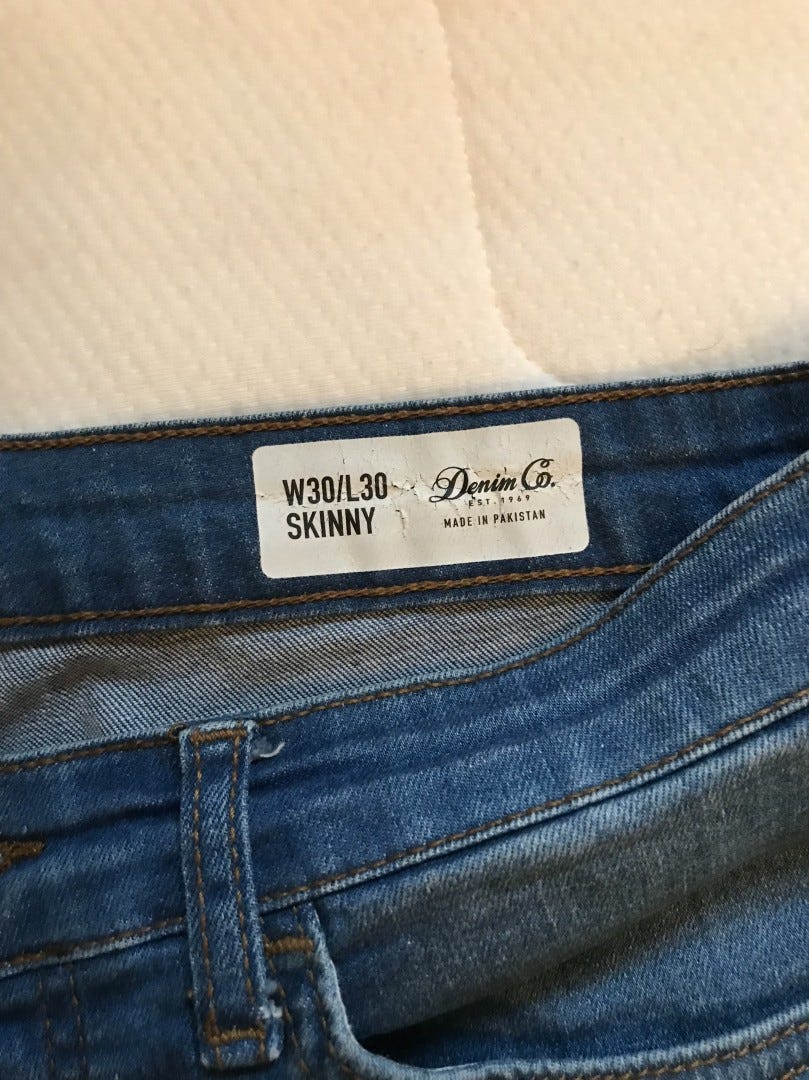 W30/L30
SKINNY
Denim Co.
EST. 1969
MADE IN PAKISTAN